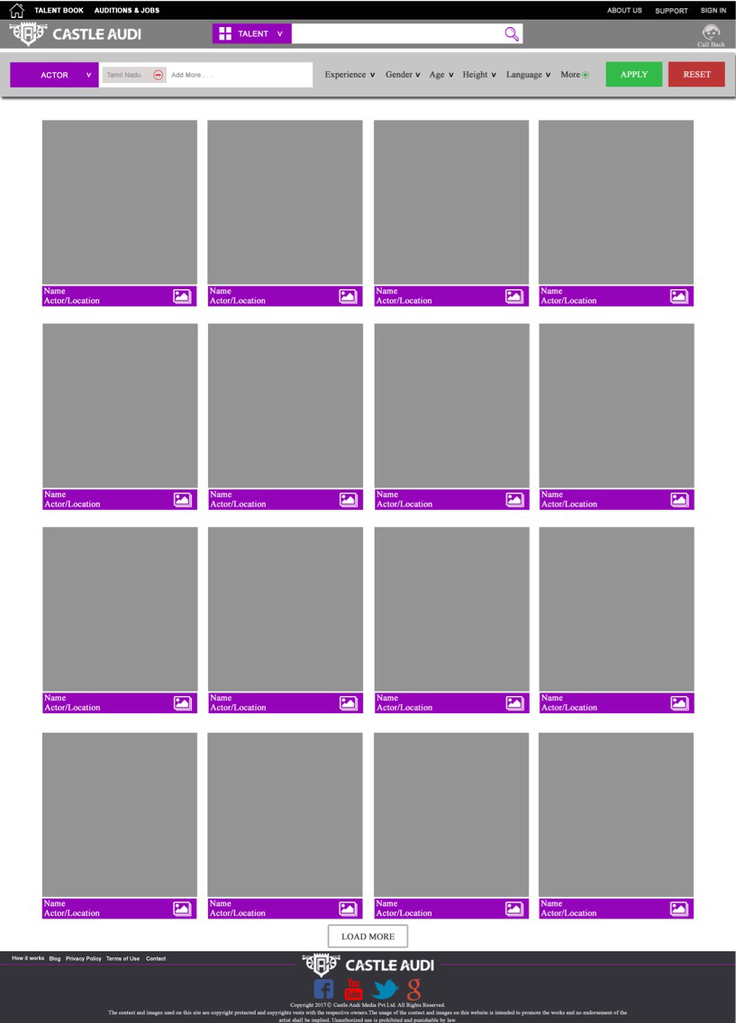 TALENT BOOK AUDITIONS & JOBS ABOUT US SUPPORT SIGN IN
CASTLE AUDI TALENT v Call Back
ACTOR v Tamil Nadu Add More . . . Experience v Gender v Age v Height v Language v More APPLY RESET
Name Name Name Name
Actor/Location Actor/Location Actor/Location Actor/Location
Name Name Name Name
Actor/Location Actor/Location Actor/Location Actor/Location
Name Name Name Name
Actor/Location Actor/Location Actor/Location Actor/Location
Name Name Name Name
Actor/Location Actor/Location Actor/Location Actor/Location
LOAD MORE
How it works Blog Privacy Policy Terms of Use Contact
CASTLE AUDI
f You Tube g
Copyright 2017 © Castle Audi Media Pvt.Ltd. All Rights Reserved.
The contect and images used on this site are copyright protected and copyrights vests with the respective owners.The usage of the contect and images on this website is intended to promote the works and no endorsement of the
artist shall be implied. Unauthorized use is prohibited and punishable by law.